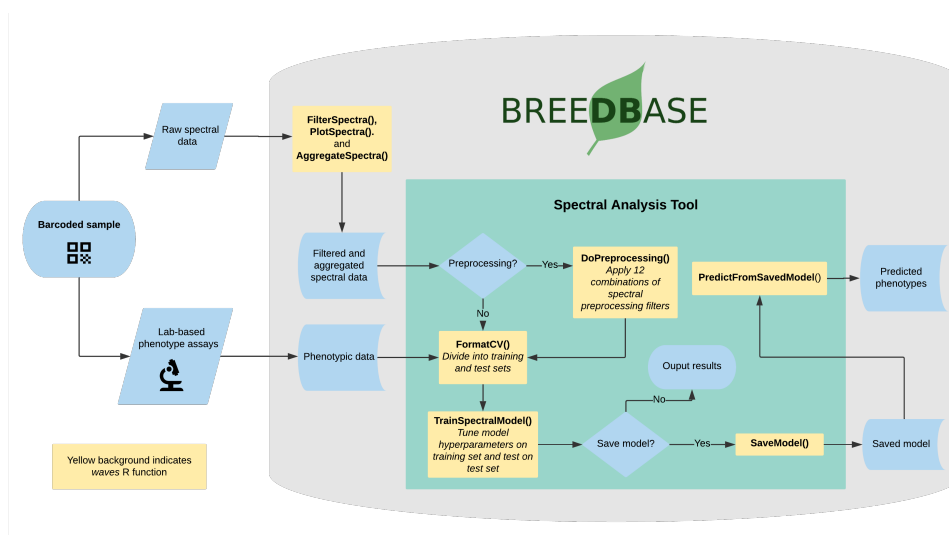 BREEDBASE
Raw spectral
data
FilterSpectra(),
PlotSpectra().
and
AggregateSpectra()
Spectral Analysis Tool
Barcoded sample
Filtered and
aggregated
spectral data
Preprocessing?
Yes
DoPreprocessing()
Apply 12
combinations of
spectral
preprocessing filters
PredictFromSavedModel()
Predicted
phenotypes
No
Lab-based
phenotype assays
Phenotypic data
FormatCV()
Divide into training
and test sets
Ouput results
No
TrainSpectralModel()
Tune model
hyperparameters on
training set and test on
test set
Save model?
Yes
SaveModel()
Saved model
Yellow background indicates
waves R function